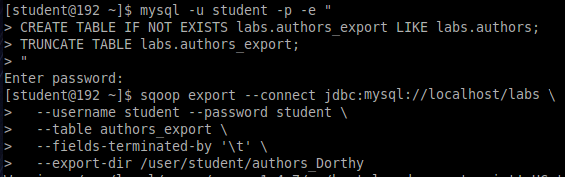 [student@192 ~]$ mysql -u student -p -e "
> CREATE TABLE IF NOT EXISTS labs.authors_export LIKE labs.authors;
> TRUNCATE TABLE labs.authors_export;
> "
Enter password:
[student@192 ~]$ sqoop export --connect jdbc:mysql://localhost/labs \
>   --username student --password student \
>   --table authors_export \
>   --fields-terminated-by '\t' \
>   --export-dir /user/student/authors_Dorthy